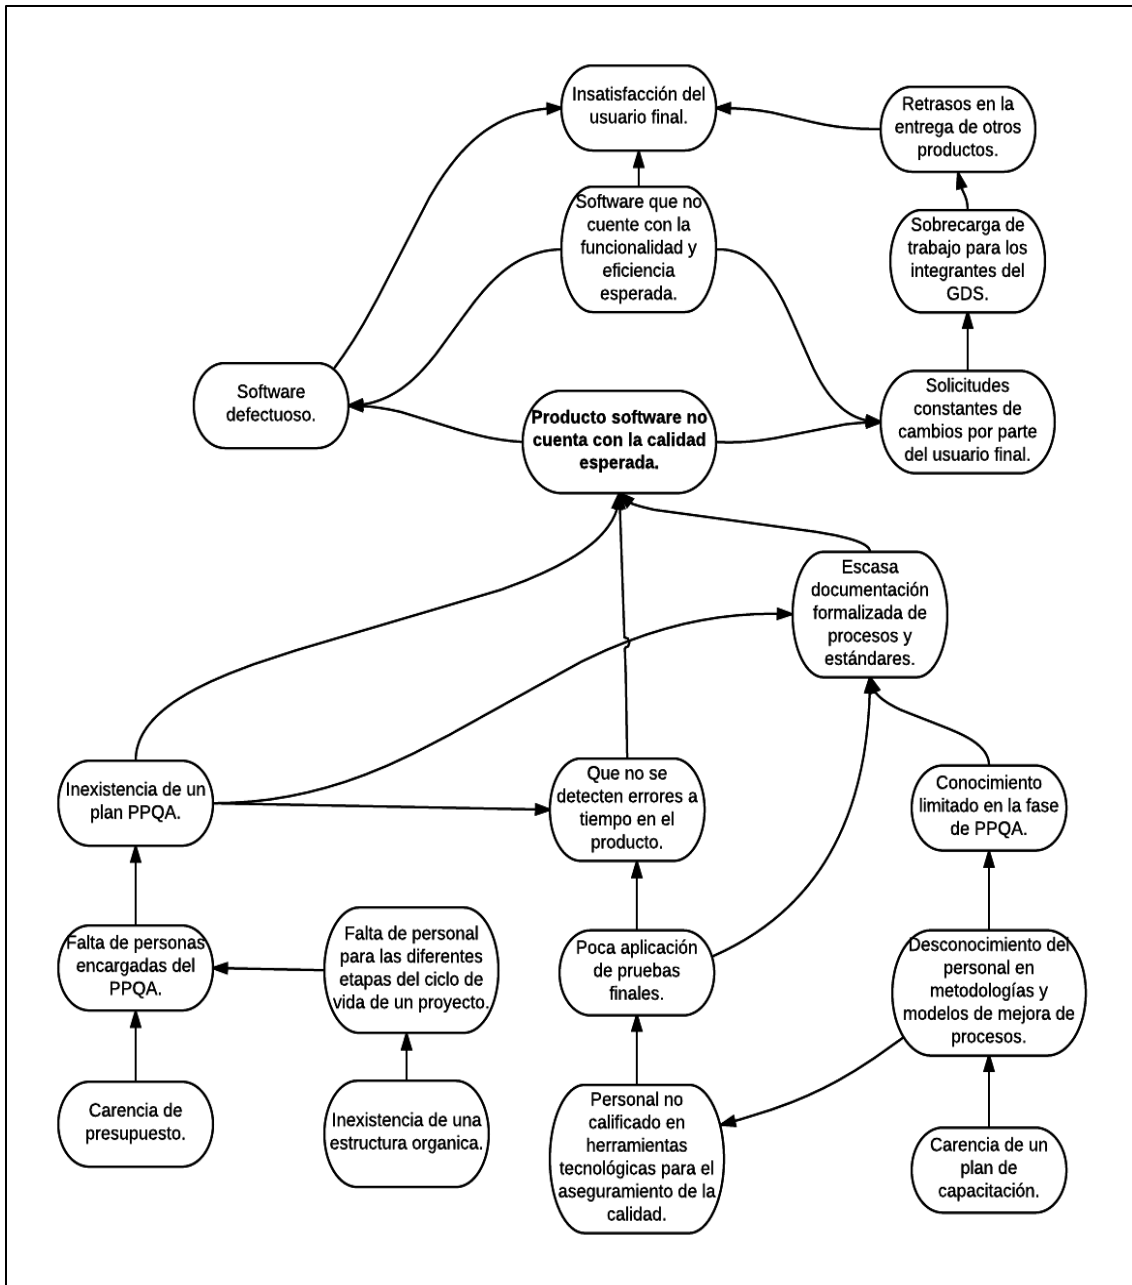 Insatisfacción del
usuario final.
Retrasos en la
entrega de otros
productos.
Software que no
cuente con la
funcionalidad y
eficiencia
esperada.
Sobrecarga de
trabajo para los
integrantes del
GDS.
Software
defectuoso.
Producto software no
cuenta con la calidad
esperada.
Solicitudes
constantes de
cambios por parte
del usuario final.
Escasa
documentación
formalizada de
procesos y
estándares.
Inexistencia de un
plan PPQA.
Que no se
detecten errores a
tiempo en el
producto.
Conocimiento
limitado en la fase
de PPQA.
Falta de personas
encargadas del
PPQA.
Falta de personal
para las diferentes
etapas del ciclo de
vida de un proyecto.
Poca aplicación
de pruebas
finales.
Desconocimiento del
personal en
metodologías y
modelos de mejora de
procesos.
Carencia de
presupuesto.
Inexistencia de una
estructura organica.
Personal no
calificado en
herramientas
tecnológicas para el
aseguramiento de la
calidad.
Carencia de un
plan de
capacitación.